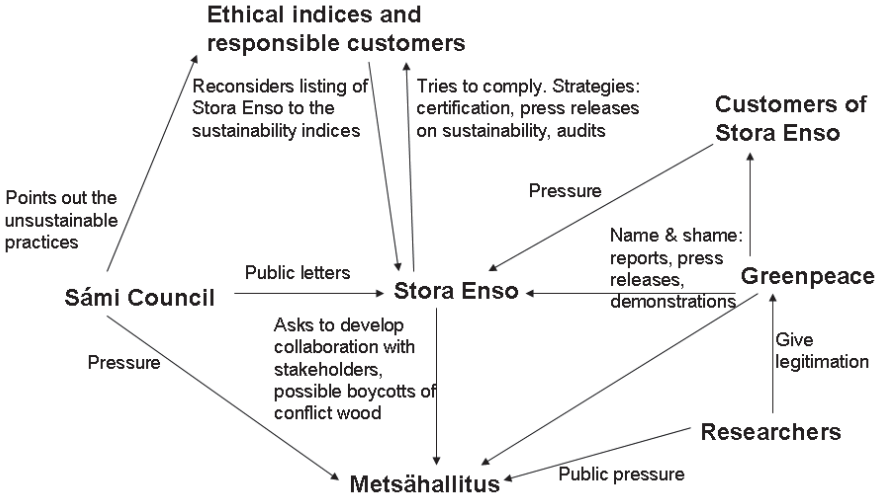 Ethical indices and
responsible customers
Reconsiders listing of
Stora Enso to the
sustainability indices
Tries to comply. Strategies:
certification, press releases
on sustainability, audits
Customers of
Stora Enso
Pressure
Points out the
unsustainable
practices
Name & shame:
reports, press
releases,
demonstrations
Public letters
Sámi Council
Stora Enso
Greenpeace
Asks to develop
collaboration with
stakeholders,
possible boycotts of
conflict wood
Pressure
Give
legitimation
Researchers
Public pressure
Metsähallitus